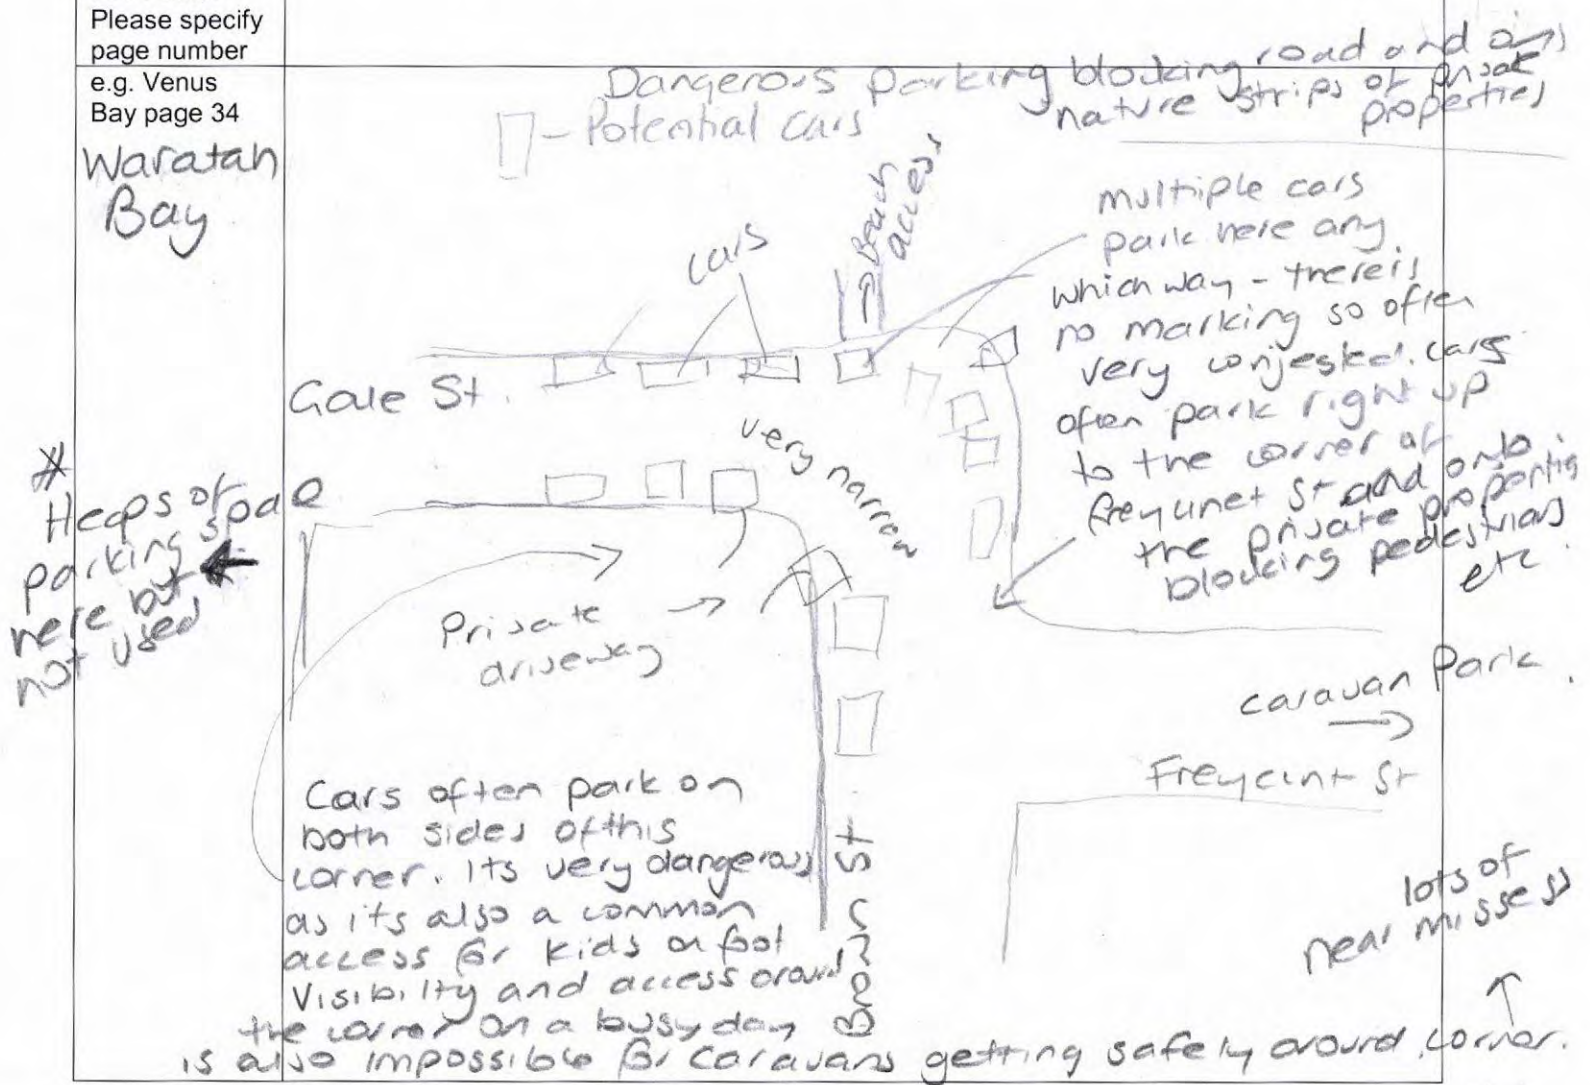 Please specify
page number
e.g. Venus
Bay page 34
Waratah
Bay
Dangerous parking blocking road and
nature strips of private
properties
- Potential cars
Beach
access
cars
multiple cars
park here any
which way - there is
no marking so often
very conjested. cars
often park right up
to the corner of
Freycinet St and onto
the private properties
blocking pedestrians
etc.
Gale St.
very narrow
#
Heaps of
parking space
here but
not used
Private
driveway
caravan Park.
Freycint St
Cars often park on
both sides of this
corner. Its very dangerous
as its also a common
access for kids on foot
Visibilty and access around
the corner on a busy day
is also impossible for caravans getting safely around corner.
St
lots of
near missess